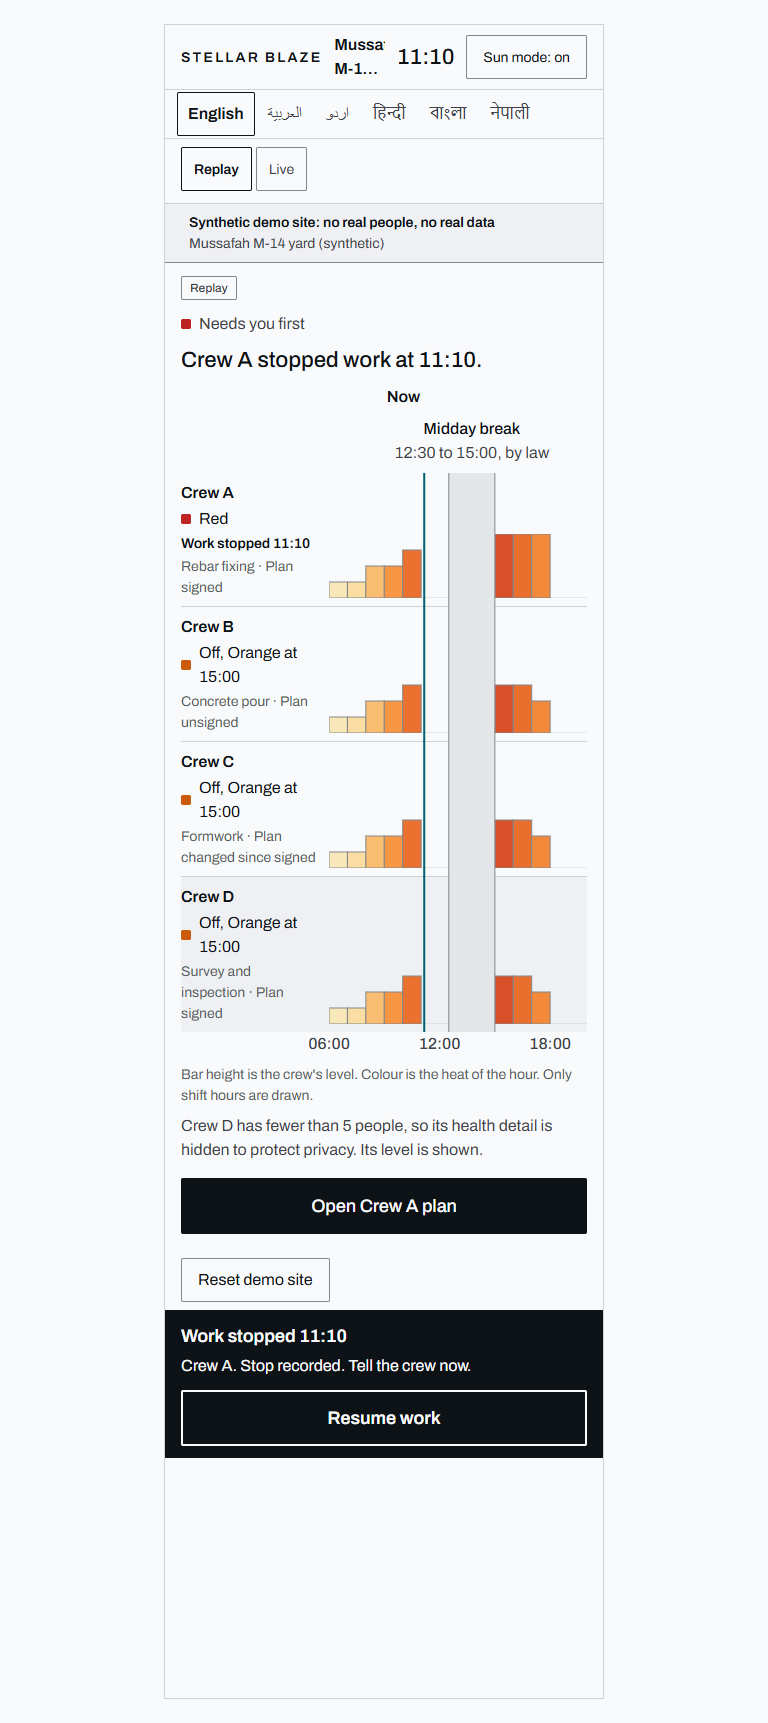 STELLAR BLAZE
Mussa
M-1...
11:10
Sun mode: on
English العربية اردو हिन्दी বাংলা नेपाली
Replay Live
Synthetic demo site: no real people, no real data
Mussafah M-14 yard (synthetic)
Replay
Needs you first
Crew A stopped work at 11:10.
Now
Midday break
12:30 to 15:00, by law
Crew A
Red
Work stopped 11:10
Rebar fixing · Plan
signed
Crew B
Off, Orange at
15:00
Concrete pour · Plan
unsigned
Crew C
Off, Orange at
15:00
Formwork · Plan
changed since signed
Crew D
Off, Orange at
15:00
Survey and
inspection · Plan
signed
06:00 12:00 18:00
Bar height is the crew's level. Colour is the heat of the hour. Only
shift hours are drawn.
Crew D has fewer than 5 people, so its health detail is
hidden to protect privacy. Its level is shown.
Open Crew A plan
Reset demo site
Work stopped 11:10
Crew A. Stop recorded. Tell the crew now.
Resume work